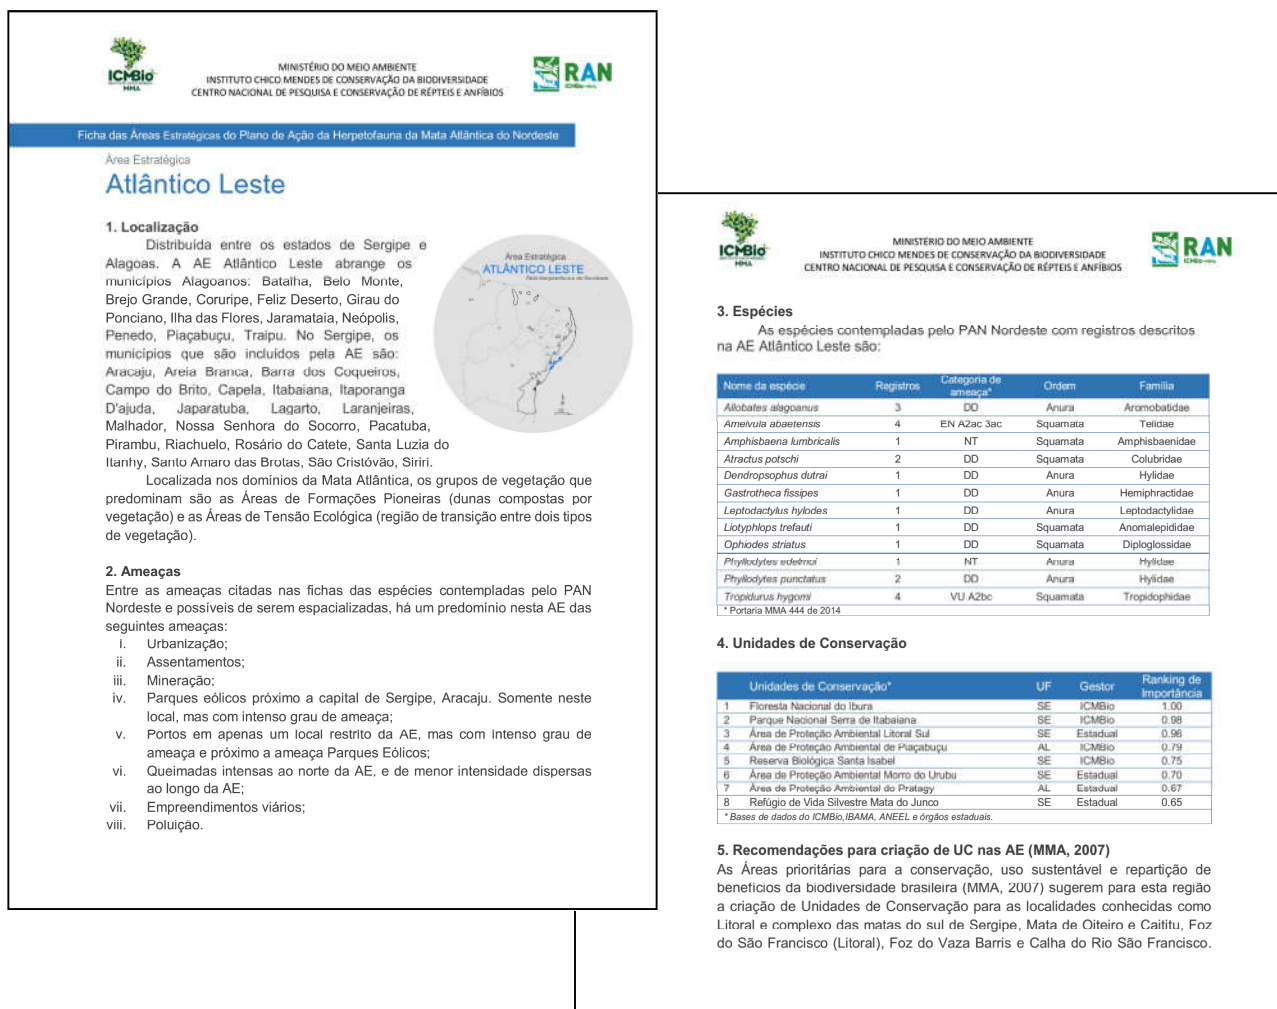 ICMBio
MMA
MINISTÉRIO DO MEIO AMBIENTE
INSTITUTO CHICO MENDES DE CONSERVAÇÃO DA BIODIVERSIDADE
CENTRO NACIONAL DE PESQUISA E CONSERVAÇÃO DE RÉPTEIS E ANFÍBIOS
RAN
Ficha das Áreas Estratégicas do Plano de Ação da Herpetofauna da Mata Atlântica do Nordeste
Área Estratégica
Atlântico Leste
1. Localização
Distribuída entre os estados de Sergipe e
Alagoas. A AE Atlântico Leste abrange os
municípios Alagoanos: Batalha, Belo Monte,
Brejo Grande, Coruripe, Feliz Deserto, Girau do
Ponciano, Ilha das Flores, Jaramataia, Neópolis,
Penedo, Piaçabuçu, Traipu. No Sergipe, os
municípios que são incluídos pela AE são:
Aracaju, Areia Branca, Barra dos Coqueiros,
Campo do Brito, Capela, Itabaiana, Itaporanga
D'ajuda, Japaratuba, Lagarto, Laranjeiras,
Malhador, Nossa Senhora do Socorro, Pacatuba,
Pirambu, Riachuelo, Rosário do Catete, Santa Luzia do
Itanhy, Santo Amaro das Brotas, São Cristóvão, Siriri.
Área Estratégica
ATLÂNTICO LESTE
PAN Herpetofauna do Nordeste
Localizada nos domínios da Mata Atlântica, os grupos de vegetação que
predominam são as Áreas de Formações Pioneiras (dunas compostas por
vegetação) e as Áreas de Tensão Ecológica (região de transição entre dois tipos
de vegetação).
2. Ameaças
Entre as ameaças citadas nas fichas das espécies contempladas pelo PAN
Nordeste e possíveis de serem espacializadas, há um predomínio nesta AE das
seguintes ameaças:
i. Urbanização;
ii. Assentamentos;
iii. Mineração;
iv. Parques eólicos próximo a capital de Sergipe, Aracaju. Somente neste
local, mas com intenso grau de ameaça;
v. Portos em apenas um local restrito da AE, mas com intenso grau de
ameaça e próximo a ameaça Parques Eólicos;
vi. Queimadas intensas ao norte da AE, e de menor intensidade dispersas
ao longo da AE;
vii. Empreendimentos viários;
viii. Poluição.
ICMBio
MMA
MINISTÉRIO DO MEIO AMBIENTE
INSTITUTO CHICO MENDES DE CONSERVAÇÃO DA BIODIVERSIDADE
CENTRO NACIONAL DE PESQUISA E CONSERVAÇÃO DE RÉPTEIS E ANFÍBIOS
RAN
3. Espécies
As espécies contempladas pelo PAN Nordeste com registros descritos
na AE Atlântico Leste são:
Nome da espécie Registros Categoria de ameaça* Ordem Família
Allobates alagoanus 3 DD Anura Aromobatidae
Ameivula abaetensis 4 EN A2ac 3ac Squamata Teiidae
Amphisbaena lumbricalis 1 NT Squamata Amphisbaenidae
Atractus potschi 2 DD Squamata Colubridae
Dendropsophus dutrai 1 DD Anura Hylidae
Gastrotheca fissipes 1 DD Anura Hemiphractidae
Leptodactylus hylodes 1 DD Anura Leptodactylidae
Liotyphlops trefauti 1 DD Squamata Anomalepididae
Ophiodes striatus 1 DD Squamata Diploglossidae
Phyllodytes edelmoi 1 NT Anura Hylidae
Phyllodytes punctatus 2 DD Anura Hylidae
Tropidurus hygomi 4 VU A2bc Squamata Tropidophidae
* Portaria MMA 444 de 2014
4. Unidades de Conservação
Unidades de Conservação* UF Gestor Ranking de Importância
1 Floresta Nacional do Ibura SE ICMBio 1.00
2 Parque Nacional Serra de Itabaiana SE ICMBio 0.98
3 Área de Proteção Ambiental Litoral Sul SE Estadual 0.96
4 Área de Proteção Ambiental de Piaçabuçu AL ICMBio 0.79
5 Reserva Biológica Santa Isabel SE ICMBio 0.75
6 Área de Proteção Ambiental Morro do Urubu SE Estadual 0.70
7 Área de Proteção Ambiental do Pratagy AL Estadual 0.67
8 Refúgio de Vida Silvestre Mata do Junco SE Estadual 0.65
* Bases de dados do ICMBio,IBAMA, ANEEL e órgãos estaduais.
5. Recomendações para criação de UC nas AE (MMA, 2007)
As Áreas prioritárias para a conservação, uso sustentável e repartição de
benefícios da biodiversidade brasileira (MMA, 2007) sugerem para esta região
a criação de Unidades de Conservação para as localidades conhecidas como
Litoral e complexo das matas do sul de Sergipe, Mata de Oiteiro e Caititu, Foz
do São Francisco (Litoral), Foz do Vaza Barris e Calha do Rio São Francisco.